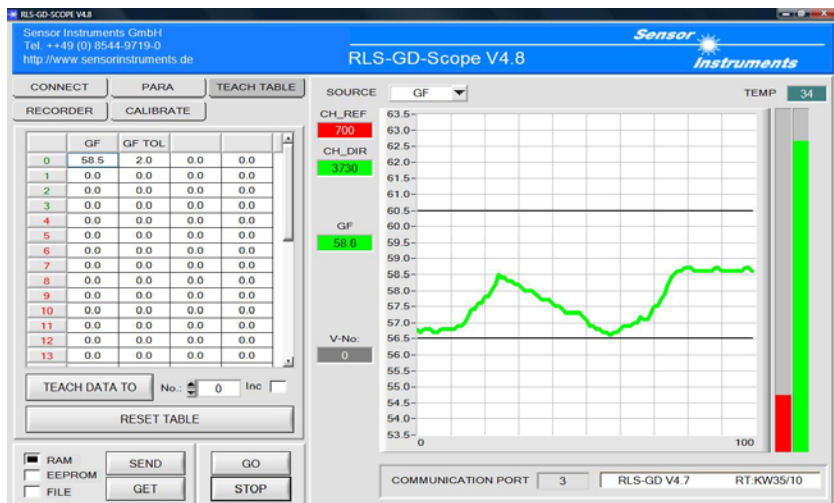 RLS-GD-SCOPE V4.8
Sensor Instruments GmbH
Tel. ++49 (0) 8544-9719-0
http://www.sensorinstruments.de
RLS-GD-Scope V4.8
Sensor
Instruments
CONNECT PARA TEACH TABLE
RECORDER CALIBRATE
GF GF TOL
0 58.5 2.0 0.0 0.0
1 0.0 0.0 0.0 0.0
2 0.0 0.0 0.0 0.0
3 0.0 0.0 0.0 0.0
4 0.0 0.0 0.0 0.0
5 0.0 0.0 0.0 0.0
6 0.0 0.0 0.0 0.0
7 0.0 0.0 0.0 0.0
8 0.0 0.0 0.0 0.0
9 0.0 0.0 0.0 0.0
10 0.0 0.0 0.0 0.0
11 0.0 0.0 0.0 0.0
12 0.0 0.0 0.0 0.0
13 0.0 0.0 0.0 0.0
TEACH DATA TO No.: 0 Inc
RESET TABLE
RAM
EEPROM
FILE
SEND GO
GET STOP
SOURCE GF TEMP 34
CH_REF
700
CH_DIR
3730
GF
58.6
V-No:
0
63.5
63.0
62.5
62.0
61.5
61.0
60.5
60.0
59.5
59.0
58.5
58.0
57.5
57.0
56.5
56.0
55.5
55.0
54.5
54.0
53.5
0 100
COMMUNICATION PORT 3 RLS-GD V4.7 RT:KW35/10